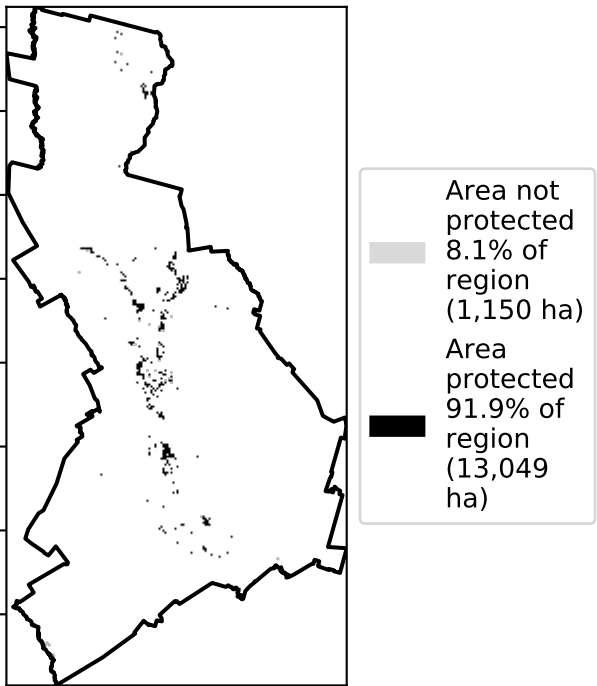 Area not
protected
8.1% of
region
(1,150 ha)
Area
protected
91.9% of
region
(13,049
ha)